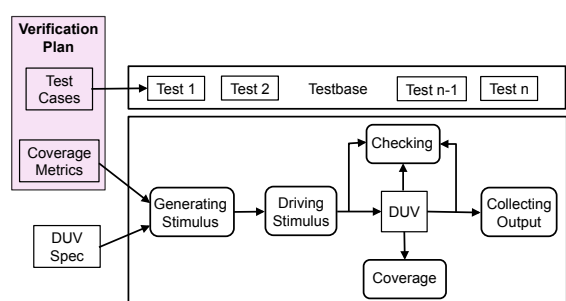 Verification
Plan
Test
Cases
Test 1
Test 2
Testbase
Test n-1
Test n
Coverage
Metrics
Checking
Generating
Stimulus
Driving
Stimulus
DUV
Collecting
Output
DUV
Spec
Coverage